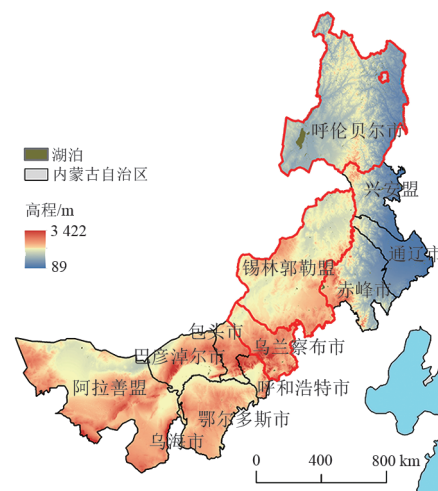 呼伦贝尔市
湖泊
内蒙古自治区
兴安盟
高程/m
3 422
89
通辽市
锡林郭勒盟
赤峰市
包头市
乌兰察布市
巴彦淖尔市
阿拉善盟
呼和浩特市
鄂尔多斯市
乌海市
0 400 800 km